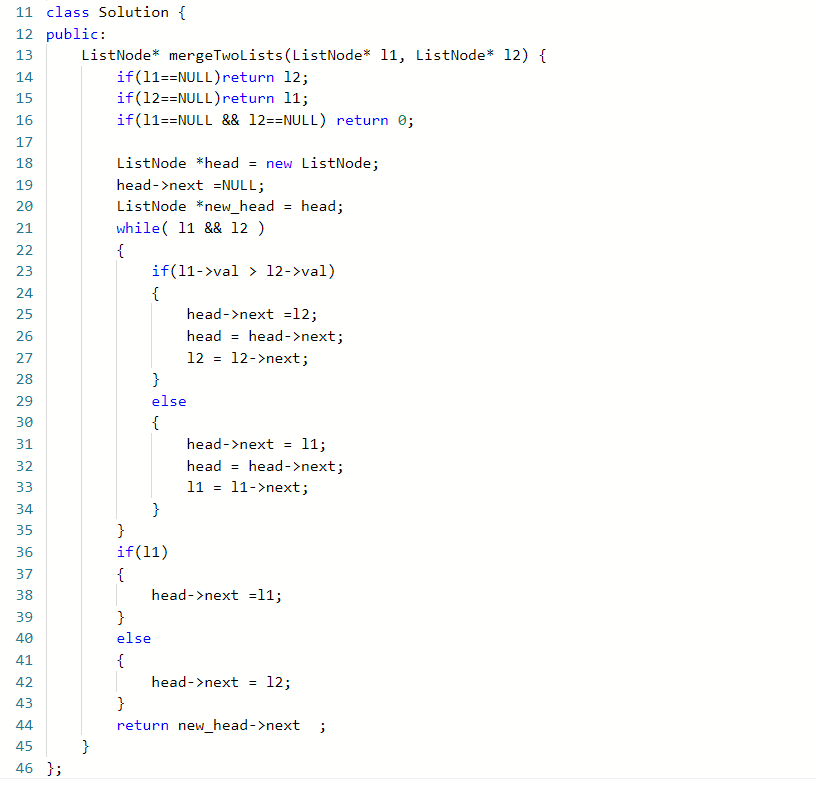 11 class Solution {
12 public:
13     ListNode* mergeTwoLists(ListNode* l1, ListNode* l2) {
14         if(l1==NULL)return l2;
15         if(l2==NULL)return l1;
16         if(l1==NULL && l2==NULL) return 0;
17
18         ListNode *head = new ListNode;
19         head->next =NULL;
20         ListNode *new_head = head;
21         while( l1 && l2 )
22         {
23             if(l1->val > l2->val)
24             {
25                 head->next =l2;
26                 head = head->next;
27                 l2 = l2->next;
28             }
29             else
30             {
31                 head->next = l1;
32                 head = head->next;
33                 l1 = l1->next;
34             }
35         }
36         if(l1)
37         {
38             head->next =l1;
39         }
40         else
41         {
42             head->next = l2;
43         }
44         return new_head->next  ;
45     }
46 };